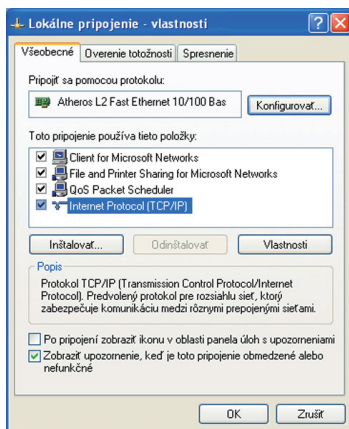 Lokálne pripojenie - vlastnosti
Všeobecné Overenie totožnosti Spresnenie
Pripojiť sa pomocou protokolu:
Atheros L2 Fast Ethernet 10/100 Bas
Konfigurovať...
Toto pripojenie používa tieto položky:
Client for Microsoft Networks
File and Printer Sharing for Microsoft Networks
QoS Packet Scheduler
Internet Protocol (TCP/IP)
Inštalovať... Odinštalovať Vlastnosti
Popis
Protokol TCP/IP (Transmission Control Protocol/Internet
Protocol). Predvolený protokol pre rozsiahlu sieť, ktorý
zabezpečuje komunikáciu medzi rôznymi prepojenými sieťami.
Po pripojení zobraziť ikonu v oblasti panela úloh s upozorneniami
Zobraziť upozornenie, keď je toto pripojenie obmedzené alebo
nefunkčné
OK Zrušiť